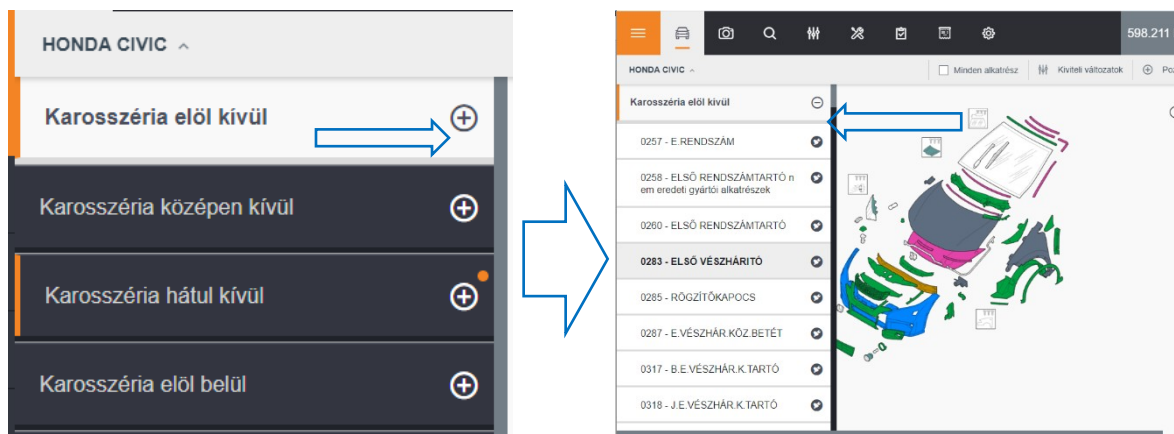 HONDA CIVIC
Karosszéria elöl kívül
Karosszéria középen kívül
Karosszéria hátul kívül
Karosszéria elöl belül
598.211
HONDA CIVIC
Minden alkatrész
Kiviteli változatok
Poz
Karosszéria elöl kívül
0257 - E.RENDSZÁM
0258 - ELSŐ RENDSZÁMTARTÓ n
em eredeti gyártói alkatrészek
0260 - ELSŐ RENDSZÁMTARTÓ
0283 - ELSŐ VÉSZHÁRITÓ
0285 - RÖGZÍTŐKAPOCS
0287 - E.VÉSZHÁR.KÖZ.BETÉT
0317 - B.E.VÉSZHÁR.K.TARTÓ
0318 - J.E.VÉSZHÁR.K.TARTÓ